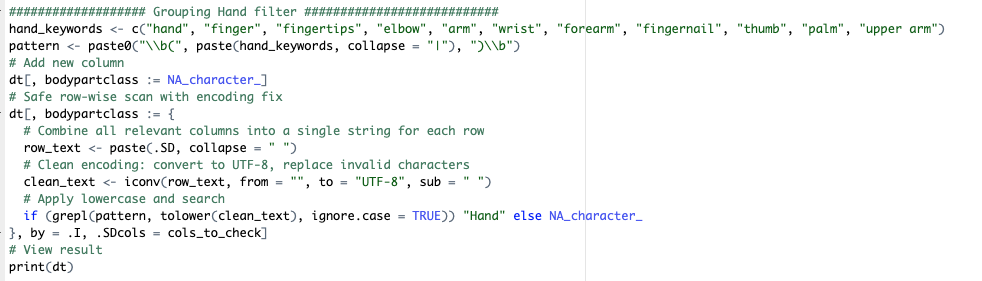 ################### Grouping Hand filter ###########################
hand_keywords <- c("hand", "finger", "fingertips", "elbow", "arm", "wrist", "forearm", "fingernail", "thumb", "palm", "upper arm")
pattern <- paste0("\\b(", paste(hand_keywords, collapse = "|"), ")\\b")
# Add new column
dt[, bodypartclass := NA_character_]
# Safe row-wise scan with encoding fix
dt[, bodypartclass := {
  # Combine all relevant columns into a single string for each row
  row_text <- paste(.SD, collapse = " ")
  # Clean encoding: convert to UTF-8, replace invalid characters
  clean_text <- iconv(row_text, from = "", to = "UTF-8", sub = " ")
  # Apply lowercase and search
  if (grepl(pattern, tolower(clean_text), ignore.case = TRUE)) "Hand" else NA_character_
}, by = .I, .SDcols = cols_to_check]
# View result
print(dt)